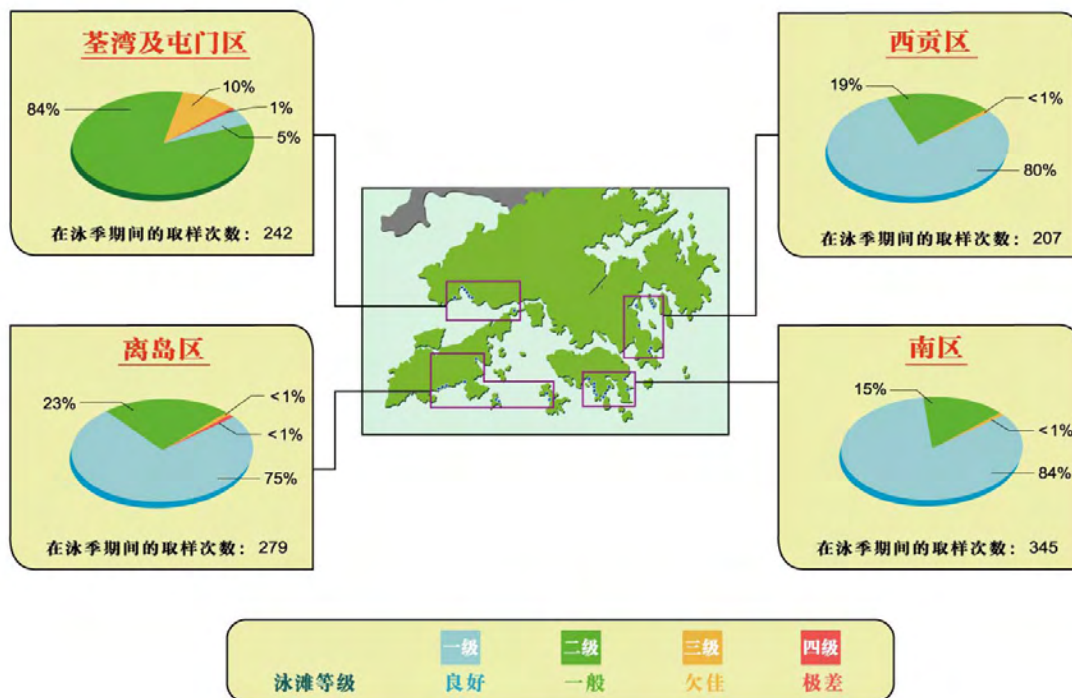 荃湾及屯门区
84%
10%
1%
5%
在泳季期间的取样次数: 242
西贡区
19%
<1%
80%
在泳季期间的取样次数: 207
离岛区
23%
<1%
<1%
75%
在泳季期间的取样次数: 279
南区
15%
<1%
84%
在泳季期间的取样次数: 345
泳滩等级
一级
良好
二级
一般
三级
欠佳
四级
极差